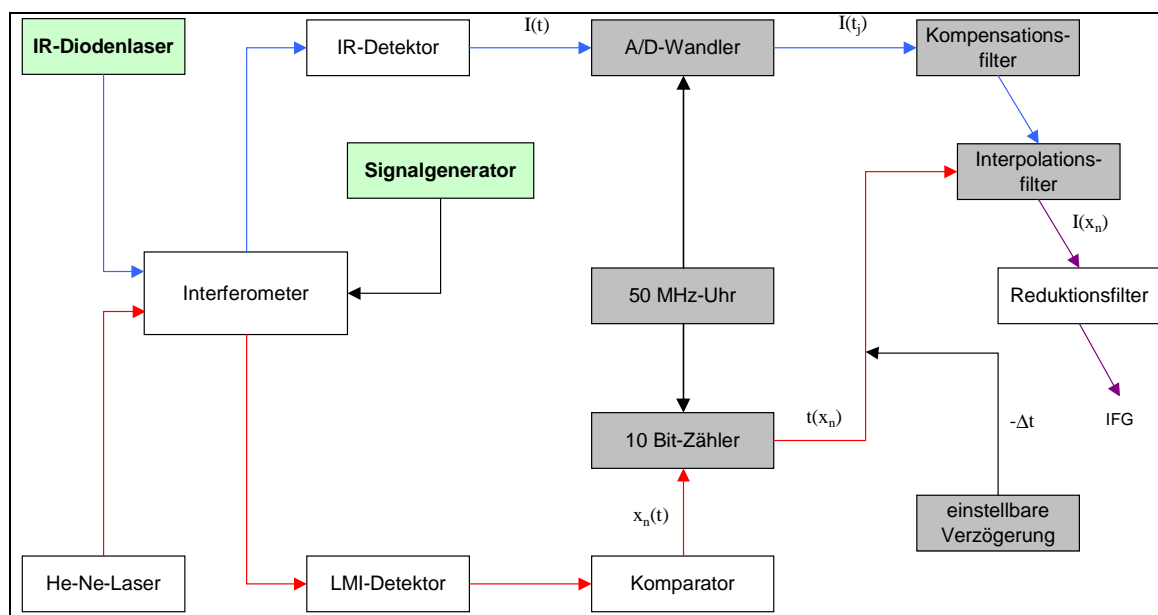 I(t)
I(tj)
IR-Diodenlaser
IR-Detektor
A/D-Wandler
Kompensations-
filter
Signalgenerator
Interpolations-
filter
I(xn)
Interferometer
50 MHz-Uhr
Reduktionsfilter
t(xn)
-Δt
IFG
10 Bit-Zähler
xn(t)
einstellbare
Verzögerung
He-Ne-Laser
LMI-Detektor
Komparator